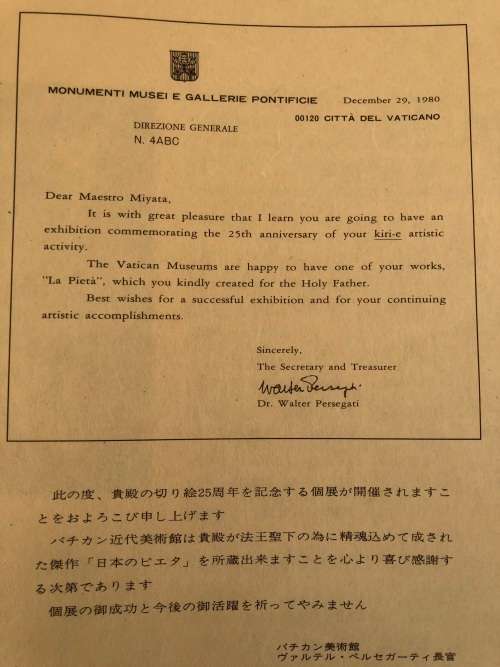 MONUMENTI MUSEI E GALLERIE PONTIFICIE
December 29, 1980
00120 CITTÀ DEL VATICANO
DIREZIONE GENERALE
N. 4ABC
Dear Maestro Miyata,
It is with great pleasure that I learn you are going to have an
exhibition commemorating the 25th anniversary of your kiri-e artistic
activity.
The Vatican Museums are happy to have one of your works,
"La Pietà", which you kindly created for the Holy Father.
Best wishes for a successful exhibition and for your continuing
artistic accomplishments.
Sincerely,
The Secretary and Treasurer
Walter Persegati
Dr. Walter Persegati
此の度、貴殿の切り絵25周年を記念する個展が開催されますこ
とをおよろこび申し上げます
バチカン近代美術館は貴殿が法王聖下の為に精魂込めて成され
た傑作「日本のピエタ」を所蔵出来ますことを心より喜び感謝す
る次第であります
個展の御成功と今後の御活躍を祈ってやみません
バチカン美術館
ヴァルテル・ペルセガーティ長官